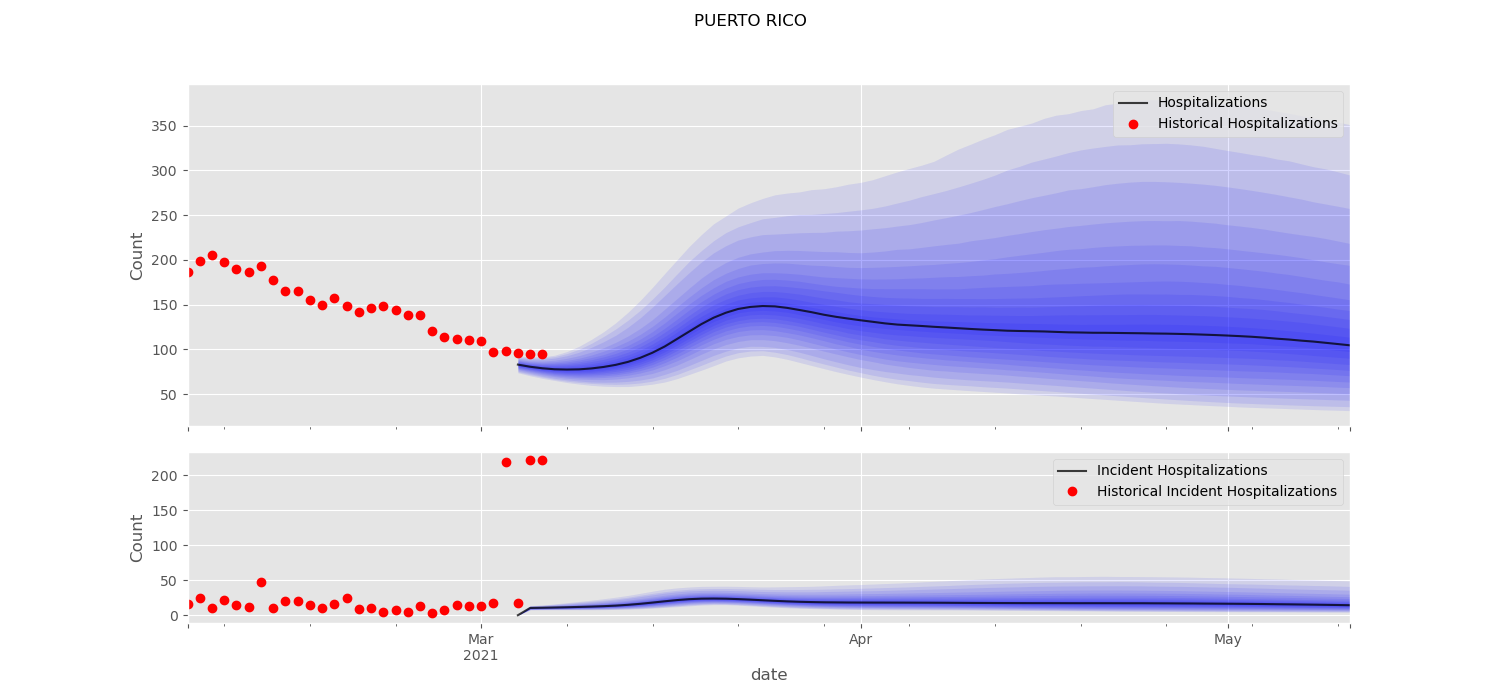 PUERTO RICO
Hospitalizations
Historical Hospitalizations
350
300
250
200
150
100
50
Count
Incident Hospitalizations
Historical Incident Hospitalizations
200
150
100
50
0
Count
Mar
2021
Apr
May
date